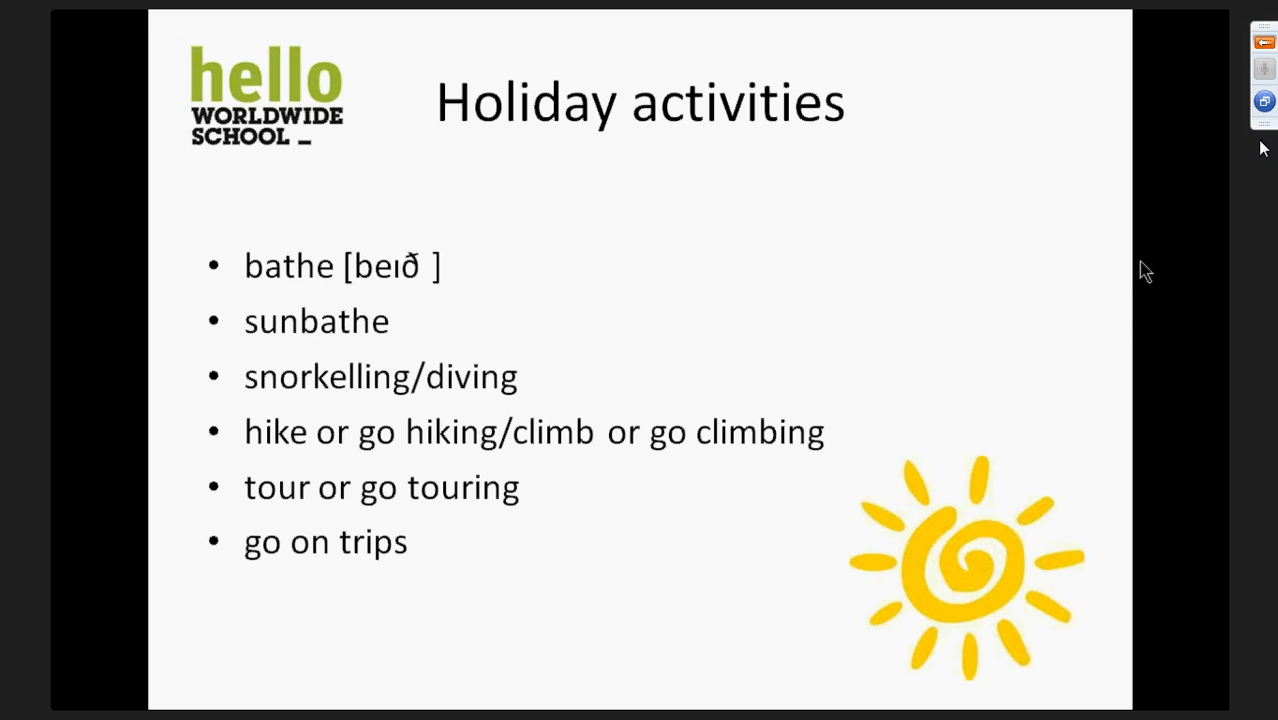 hello
WORLDWIDE
SCHOOL _
Holiday activities
• bathe [beıð ]
• sunbathe
• snorkelling/diving
• hike or go hiking/climb or go climbing
• tour or go touring
• go on trips